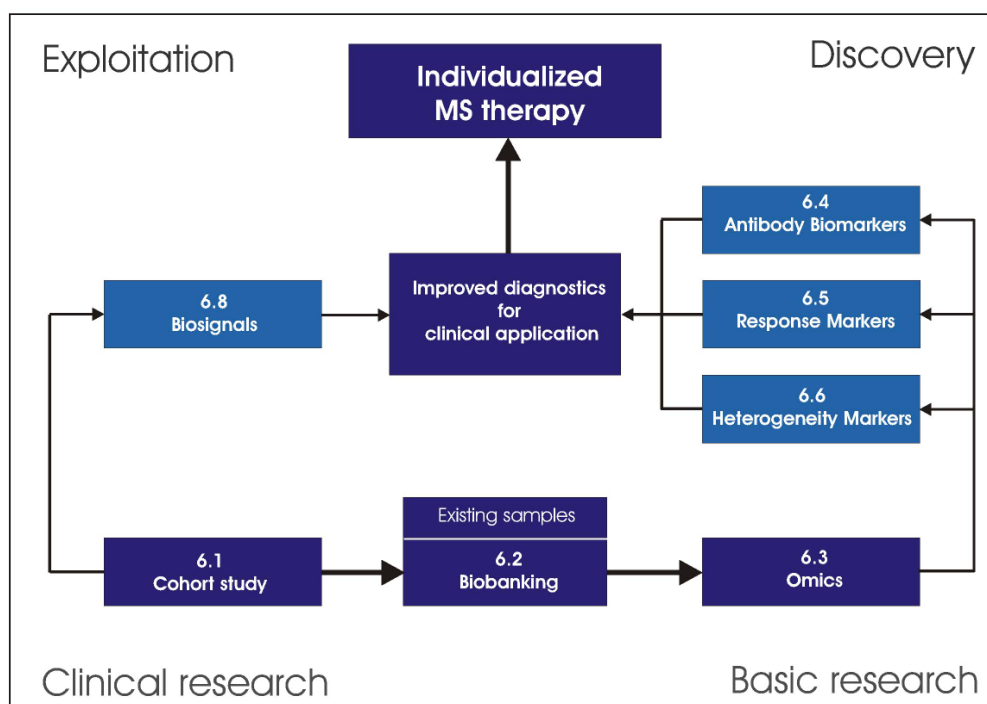 Exploitation
Discovery
Individualized
MS therapy
6.4
Antibody Biomarkers
6.8
Biosignals
Improved diagnostics
for
clinical application
6.5
Response Markers
6.6
Heterogeneity Markers
Existing samples
6.1
Cohort study
6.2
Biobanking
6.3
Omics
Clinical research
Basic research